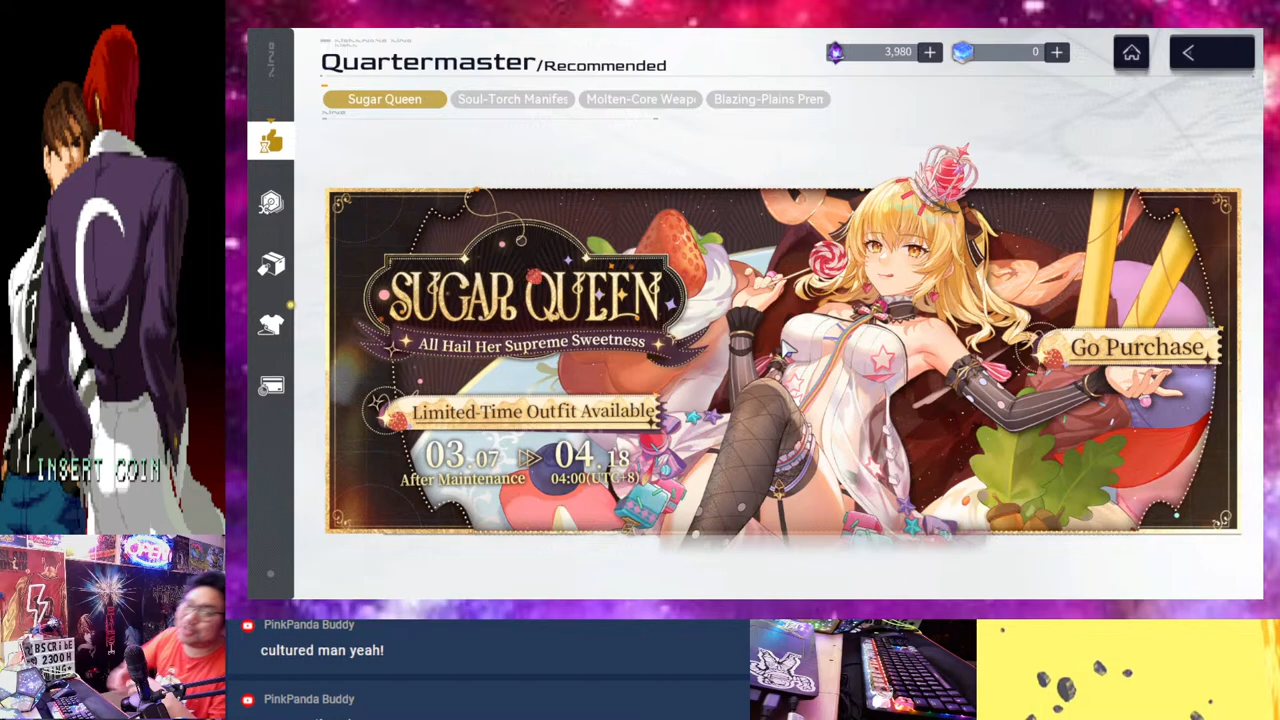 Quartermaster/Recommended
3,980
0
Sugar Queen
Soul-Torch Manifes
Molten-Core Weap
Blazing-Plains Prem
SUGAR QUEEN
All Hail Her Supreme Sweetness
Go Purchase
Limited-Time Outfit Available
03.07 04.18
After Maintenance 04:00(UTC+8)
INSERT COIN
OPEN
PinkPanda Buddy
cultured man yeah!
PinkPanda Buddy